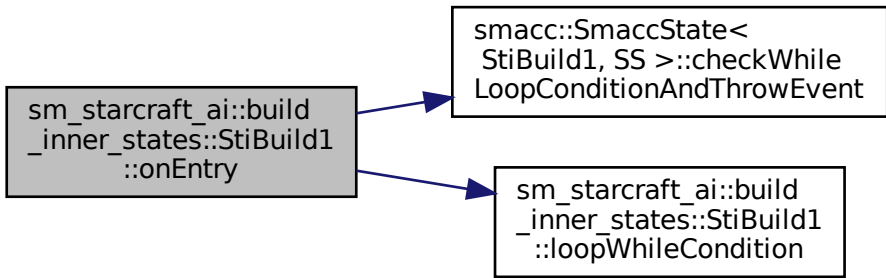 sm_starcraft_ai::build
_inner_states::StiBuild1
::onEntry
smacc::SmaccState<
StiBuild1, SS >::checkWhile
LoopConditionAndThrowEvent
sm_starcraft_ai::build
_inner_states::StiBuild1
::loopWhileCondition